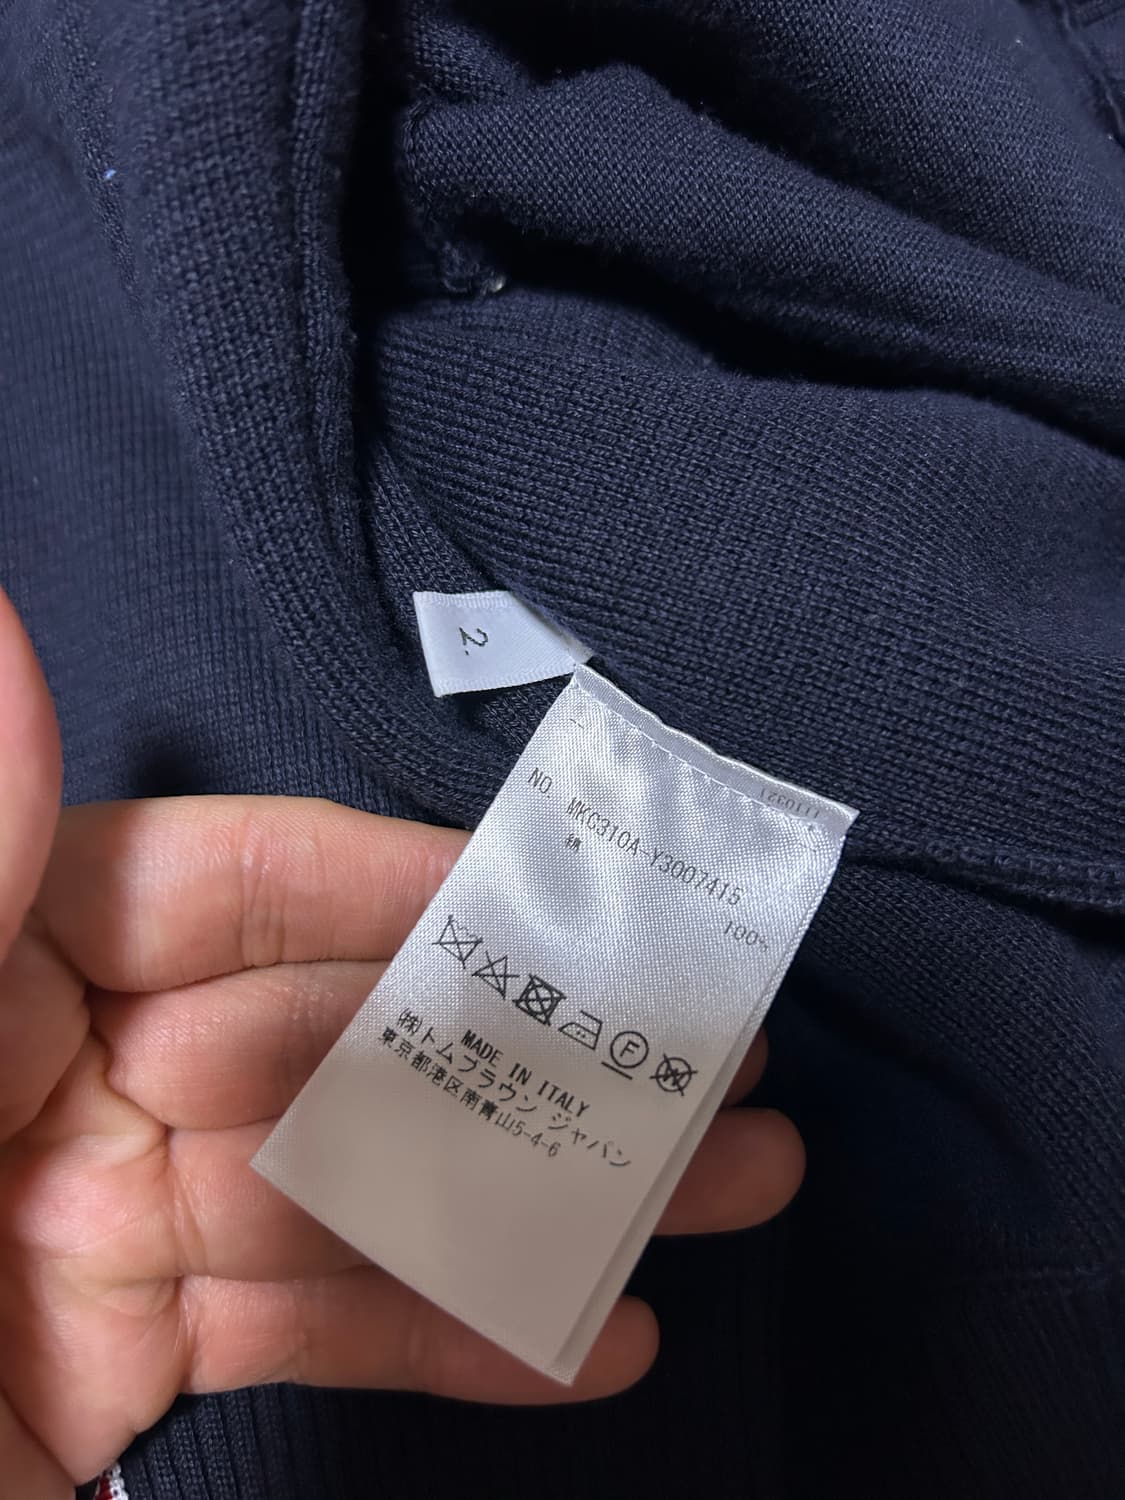 2.
1110321
NO. MKC310A-Y3007415
綿 100%
F W
MADE IN ITALY
(株)トムブラウン ジャパン
東京都港区南青山5-4-6